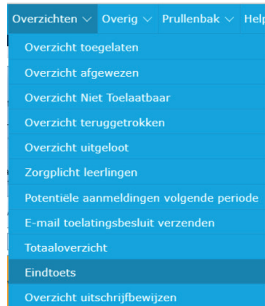 Overzichten Overig Prullenbak Help
Overzicht toegelaten
Overzicht afgewezen
Overzicht Niet Toelaatbaar
Overzicht teruggetrokken
Overzicht uitgeloot
Zorgplicht leerlingen
Potentiële aanmeldingen volgende periode
E-mail toelatingsbesluit verzenden
Totaaloverzicht
Eindtoets
Overzicht uitschrijfbewijzen